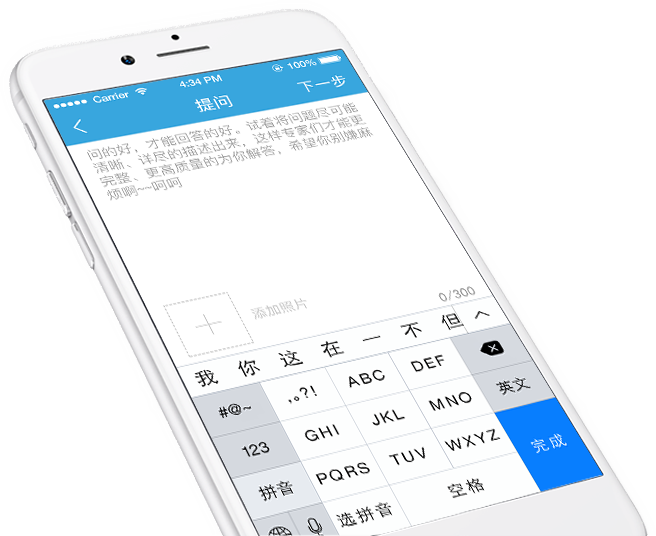 Carrier 4:34 PM 100%
提问 下一步
问的好，才能回答的好。试着将问题尽可能
清晰、详尽的描述出来，这样专家们才能更
完整、更高质量的为你解答，希望你别嫌麻
烦啊~~呵呵
添加照片
0/300
我 你 这 在 一 不 但
#@~ ,。?! ABC DEF
123 GHI JKL MNO 英文
拼音 PQRS TUV WXYZ 完成
选拼音 空格